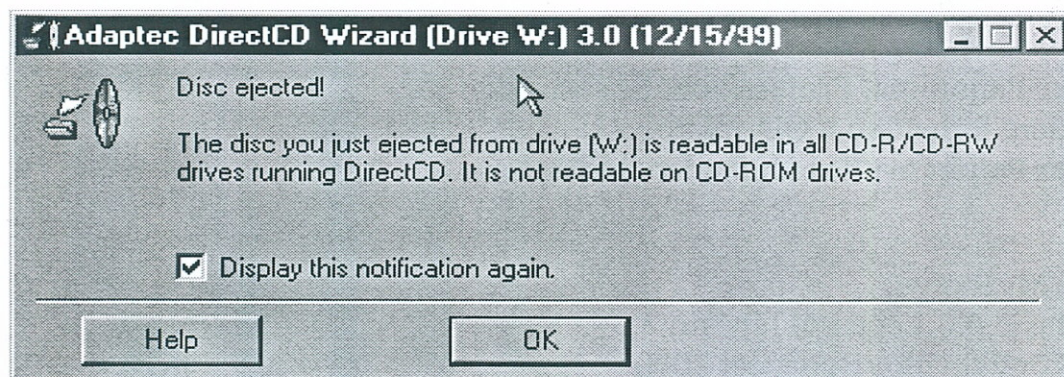 Adaptec DirectCD Wizard (Drive W:) 3.0 (12/15/99)
Disc ejected!
The disc you just ejected from drive (W:) is readable in all CD-R/CD-RW
drives running DirectCD. It is not readable on CD-ROM drives.
Display this notification again.
Help
OK